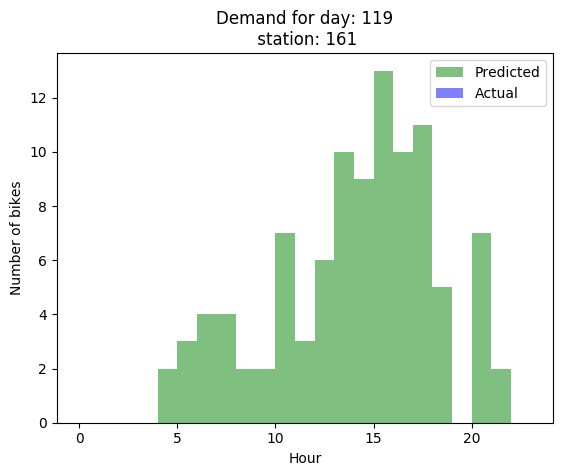 Demand for day: 119
station: 161
Predicted
Actual
12
10
8
6
4
2
0
Number of bikes
0 5 10 15 20
Hour